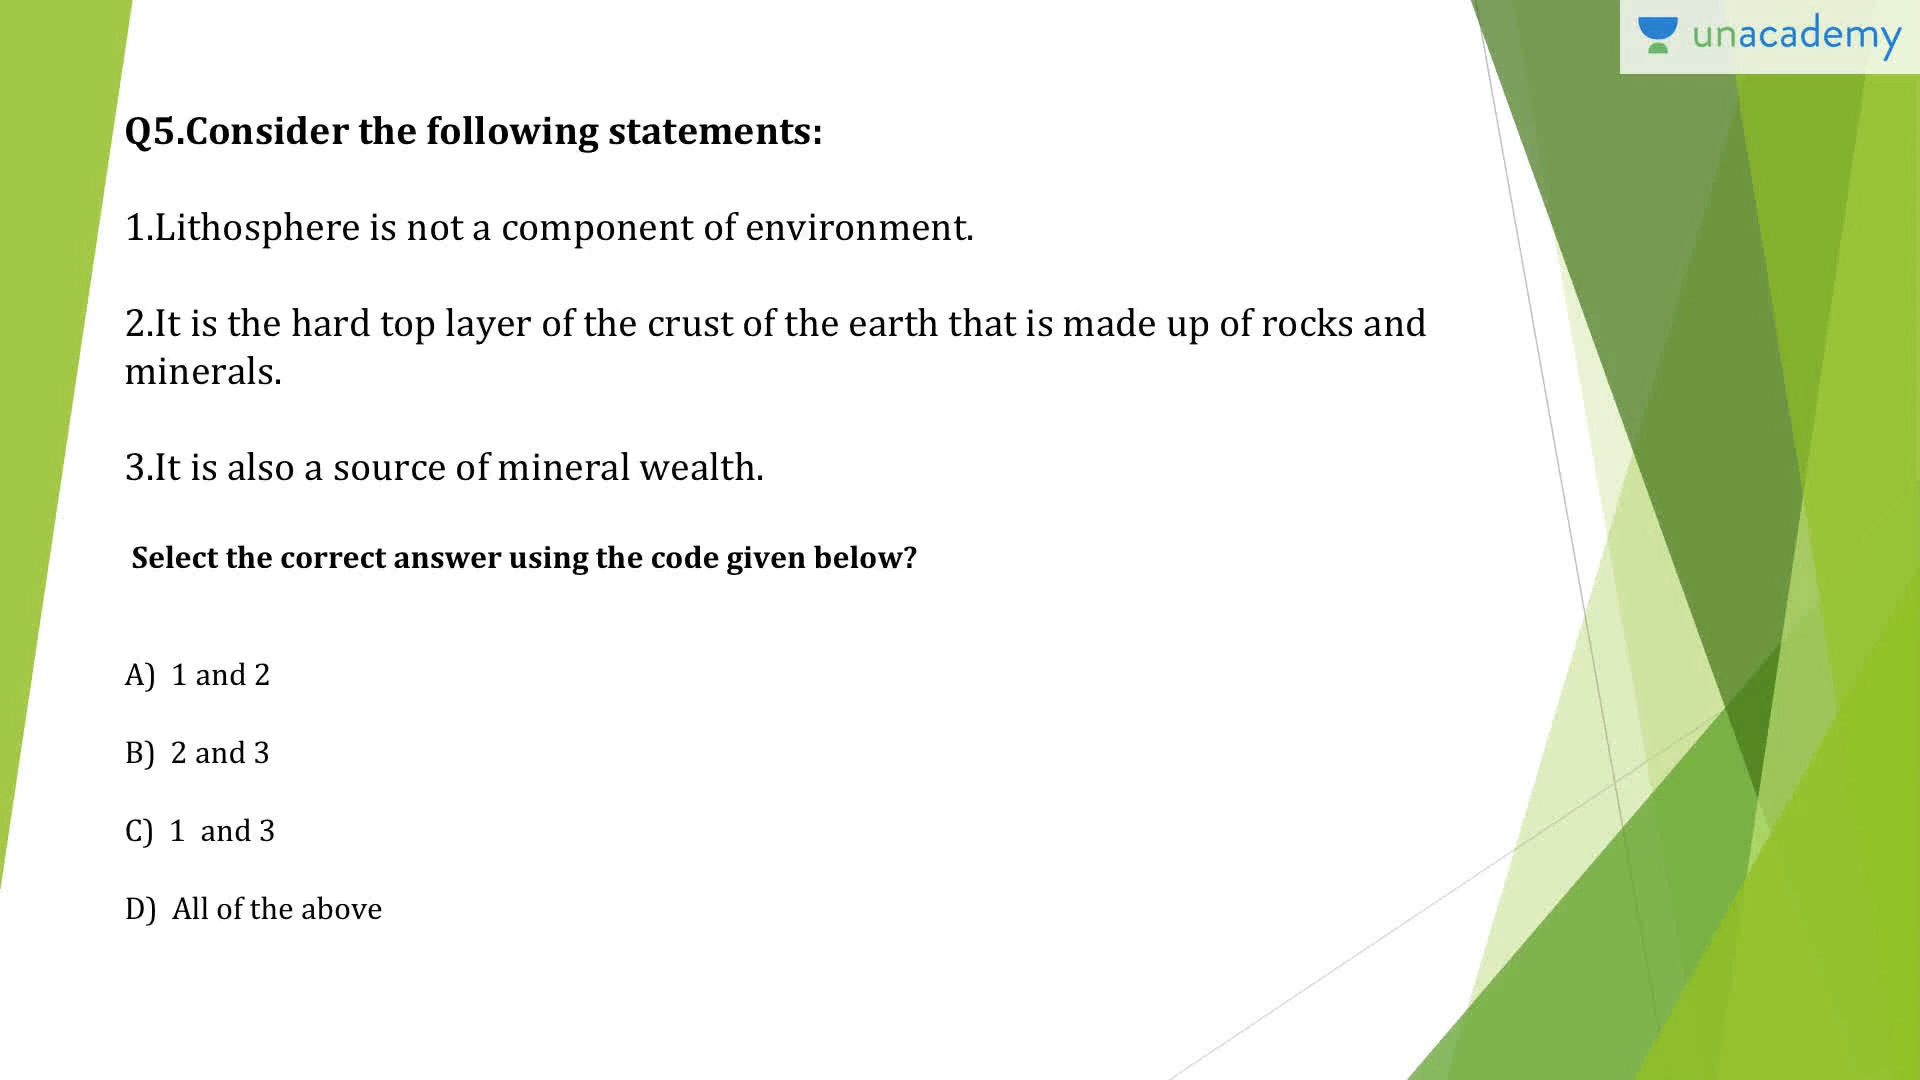 unacademy
Q5.Consider the following statements:
1.Lithosphere is not a component of environment.
2.It is the hard top layer of the crust of the earth that is made up of rocks and
minerals.
3.It is also a source of mineral wealth.
Select the correct answer using the code given below?
A) 1 and 2
B) 2 and 3
C) 1 and 3
D) All of the above